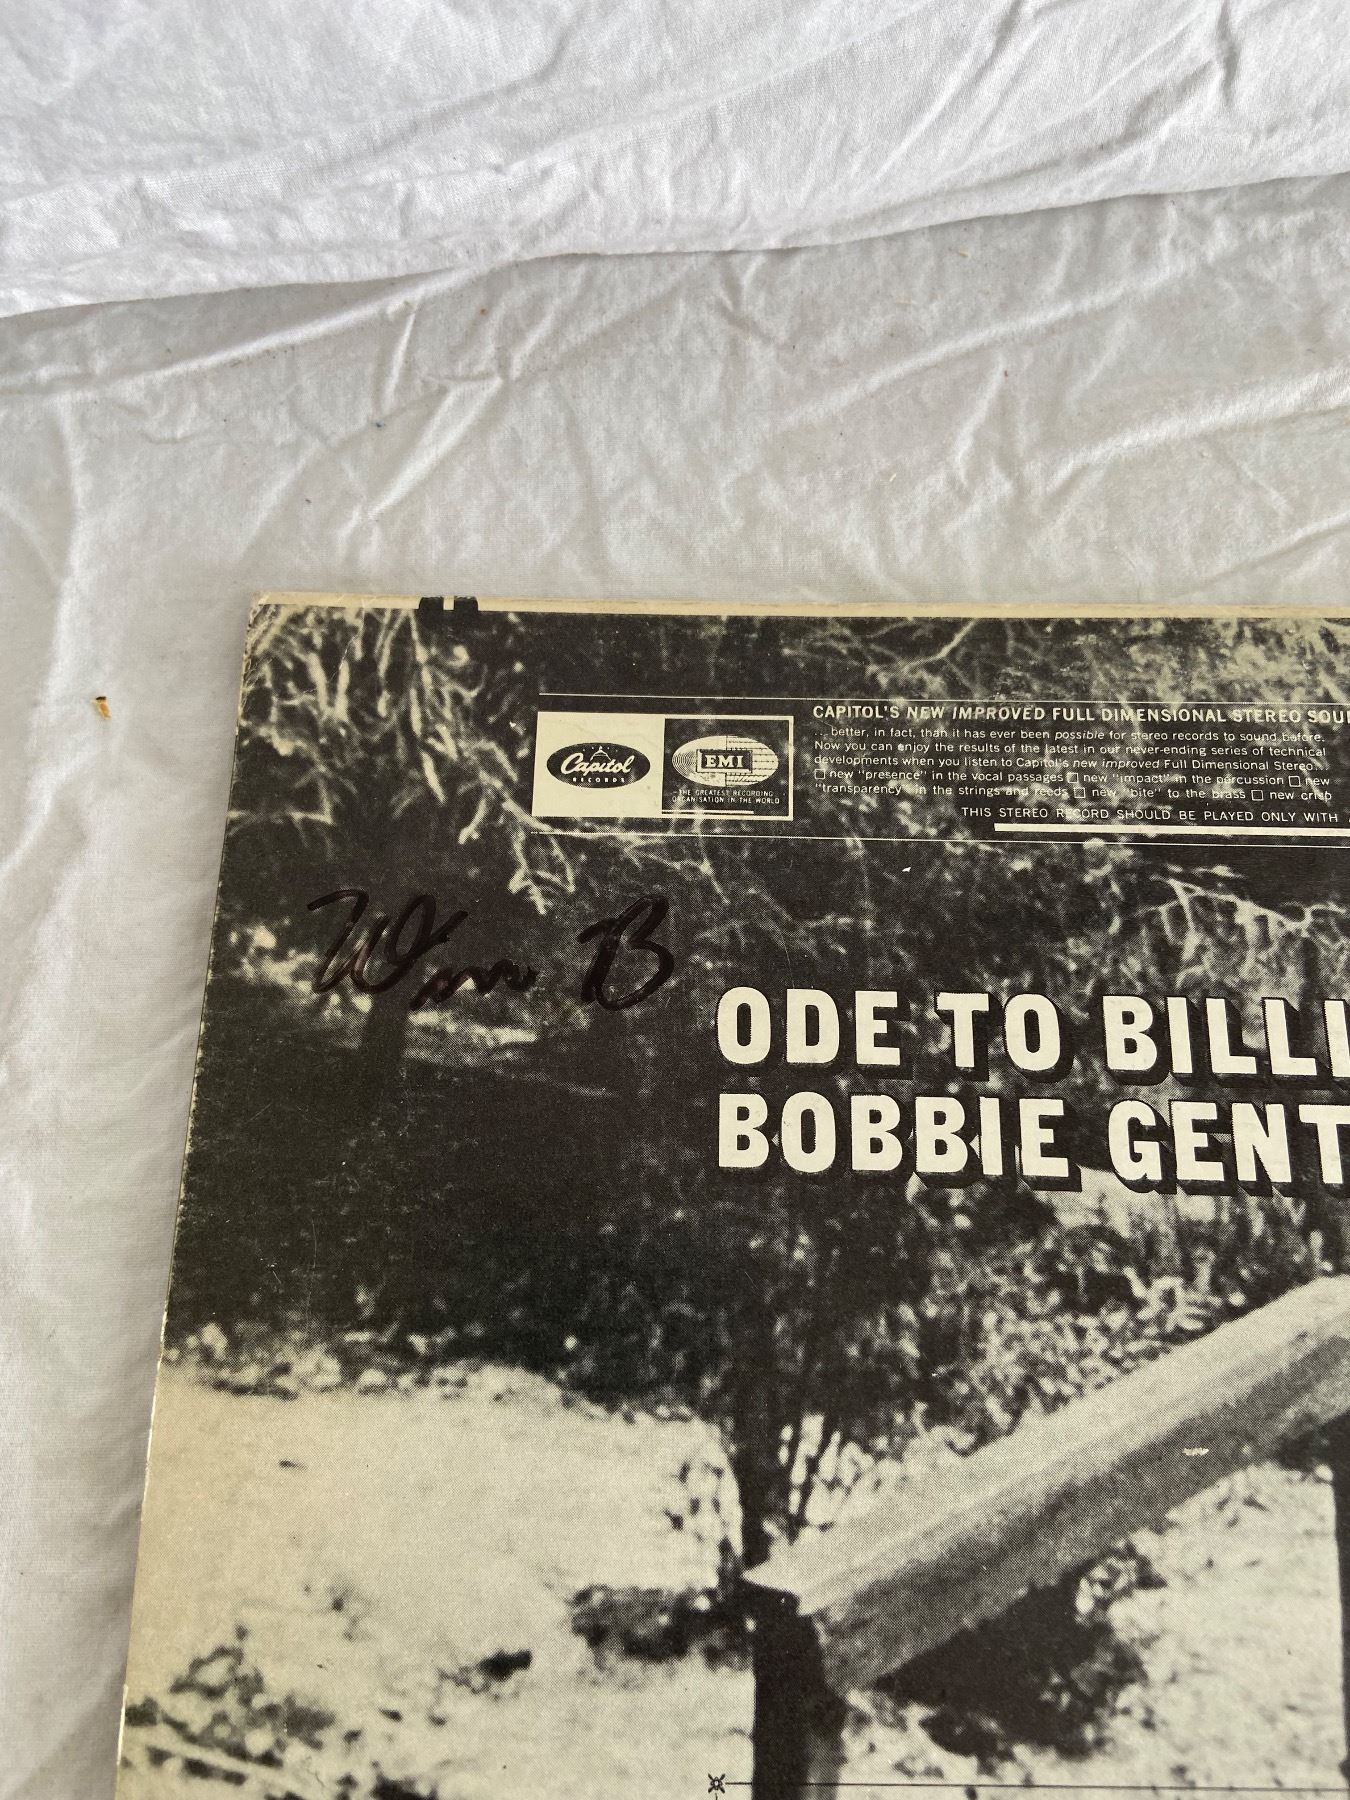 CAPITOL'S NEW IMPROVED FULL DIMENSIONAL STEREO SOU
... better, in fact, than it has ever been possible for stereo records to sound before.
Now you can enjoy the results of the latest in our never-ending series of technical
developments when you listen to Capitol's new improved Full Dimensional Stereo...
☐ new "presence" in the vocal passages ☐ new "impact" in the percussion ☐ new
"transparency" in the strings and reeds ☐ new "bite" to the brass ☐ new crisp
THIS STEREO RECORD SHOULD BE PLAYED ONLY WITH
Capitol
RECORDS
EMI
THE GREATEST RECORDING
ORGANISATION IN THE WORLD
B
ODE TO BILLI
BOBBIE GENT